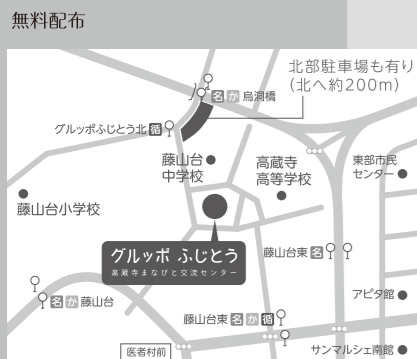 無料配布
北部駐車場も有り
(北へ約200m)
名 か 烏洞橋
グルッポふじとう北 循
藤山台
中学校
高蔵寺
高等学校
東部市民
センター
藤山台小学校
グルッポ ふじとう
高蔵寺まなびと交流センター
藤山台東 名
名 か 藤山台
アピタ館
藤山台東 名 か 循
医者村前
サンマルシェ南館